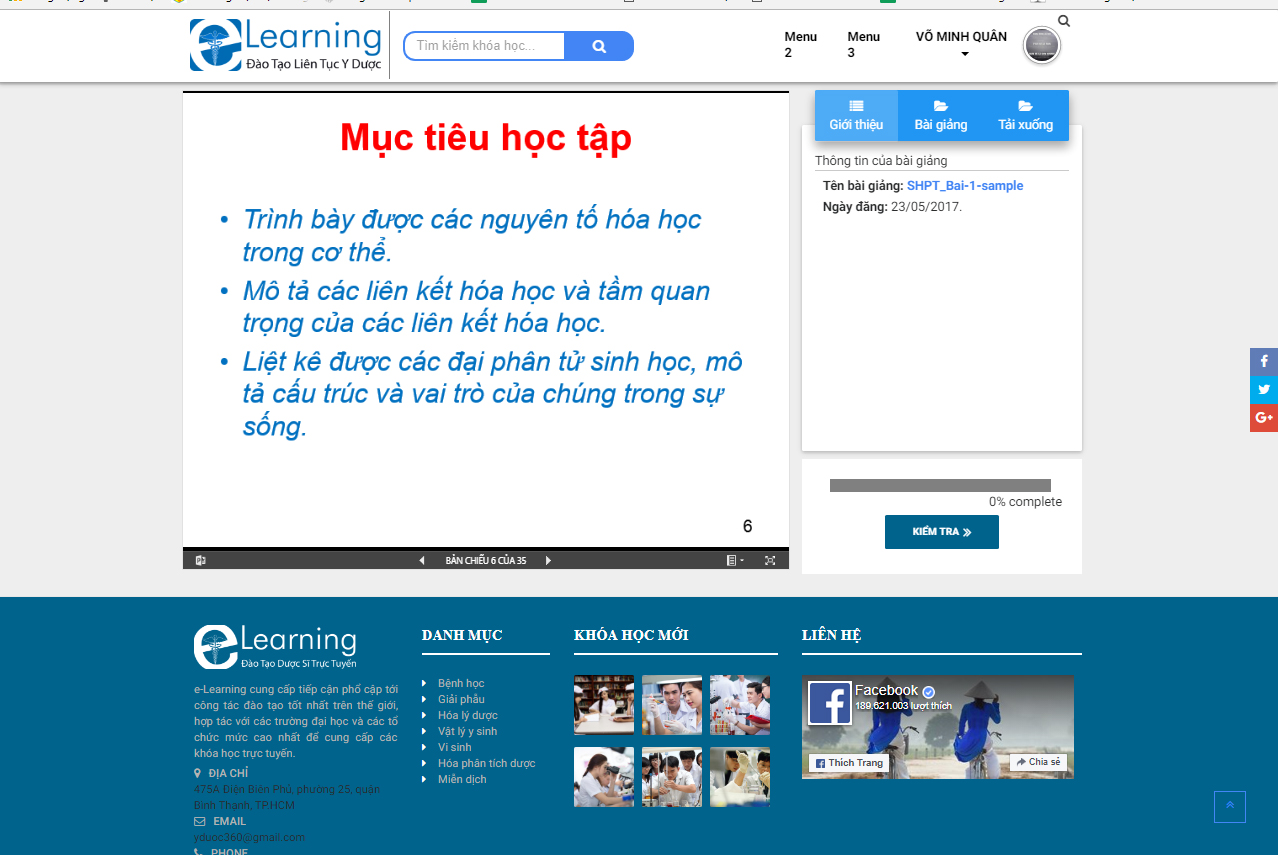 eLearning
Đào Tạo Liên Tục Y Dược
Tìm kiếm khóa học...
Menu 2
Menu 3
VÕ MINH QUÂN
Mục tiêu học tập
• Trình bày được các nguyên tố hóa học
trong cơ thể.
• Mô tả các liên kết hóa học và tầm quan
trọng của các liên kết hóa học.
• Liệt kê được các đại phân tử sinh học, mô
tả cấu trúc và vai trò của chúng trong sự
sống.
6
BẢN CHIẾU 6 CỦA 35
Giới thiệu
Bài giảng
Tải xuống
Thông tin của bài giảng
Tên bài giảng: SHPT_Bai-1-sample
Ngày đăng: 23/05/2017.
0% complete
KIỂM TRA
eLearning
Đào Tạo Dược Sĩ Trực Tuyến
e-Learning cung cấp tiếp cận phổ cập tới
công tác đào tạo tốt nhất trên thế giới,
hợp tác với các trường đại học và các tổ
chức mức cao nhất để cung cấp các
khóa học trực tuyến.
ĐỊA CHỈ
475A Điện Biên Phủ, phường 25, quận
Bình Thạnh, TP.HCM
EMAIL
yduoc360@gmail.com
PHONE
DANH MỤC
Bệnh học
Giải phẫu
Hóa lý dược
Vật lý y sinh
Vi sinh
Hóa phân tích dược
Miễn dịch
KHÓA HỌC MỚI
LIÊN HỆ
Facebook
189.621.003 lượt thích
Thích Trang
Chia sẻ